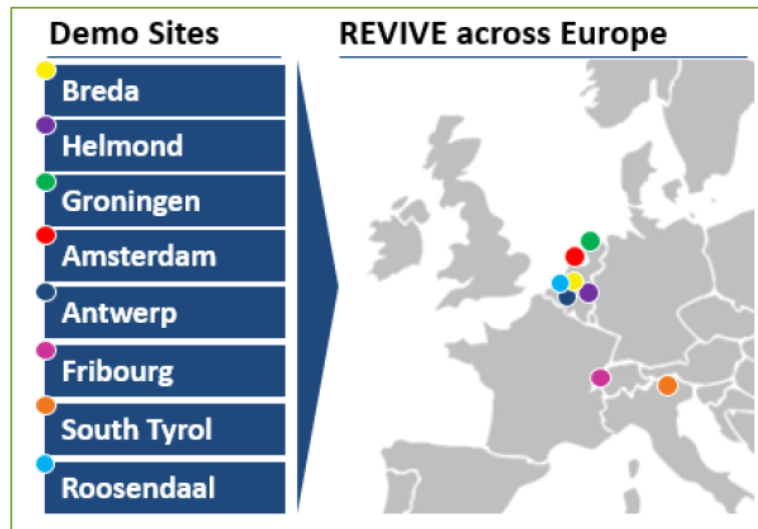 Demo Sites
REVIVE across Europe
Breda
Helmond
Groningen
Amsterdam
Antwerp
Fribourg
South Tyrol
Roosendaal